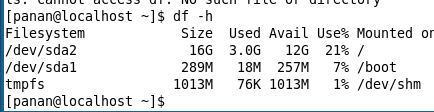 ls: cannot access df: No such file or directory
[panan@localhost ~]$ df -h
Filesystem Size Used Avail Use% Mounted on
/dev/sda2 16G 3.0G 12G 21% /
/dev/sda1 289M 18M 257M 7% /boot
tmpfs 1013M 76K 1013M 1% /dev/shm
[panan@localhost ~]$